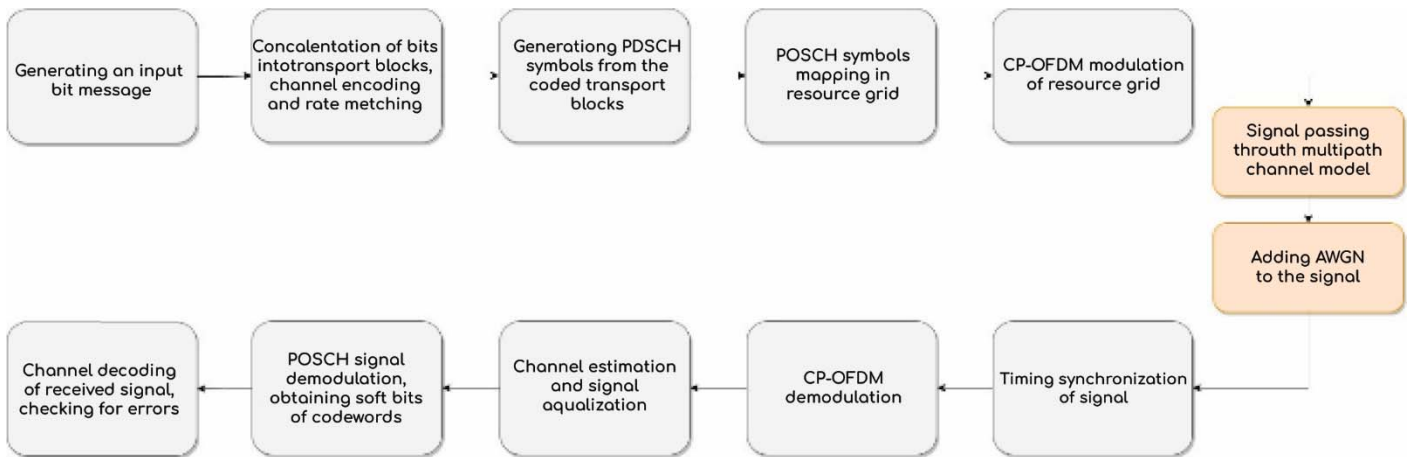 Generating an input
bit message
Concalentation of bits
intotransport blocks,
channel encoding
and rate metching
Generationg PDSCH
symbols from the
coded transport
blocks
POSCH symbols
mapping in
resource grid
CP-OFDM modulation
of resource grid
Signal passing
throuth multipath
channel model
Adding AWGN
to the signal
Timing synchronization
of signal
CP-OFDM
demodulation
Channel estimation
and signal
aqualization
POSCH signal
demodulation,
obtaining soft bits
of codewords
Channel decoding
of received signal,
checking for errors